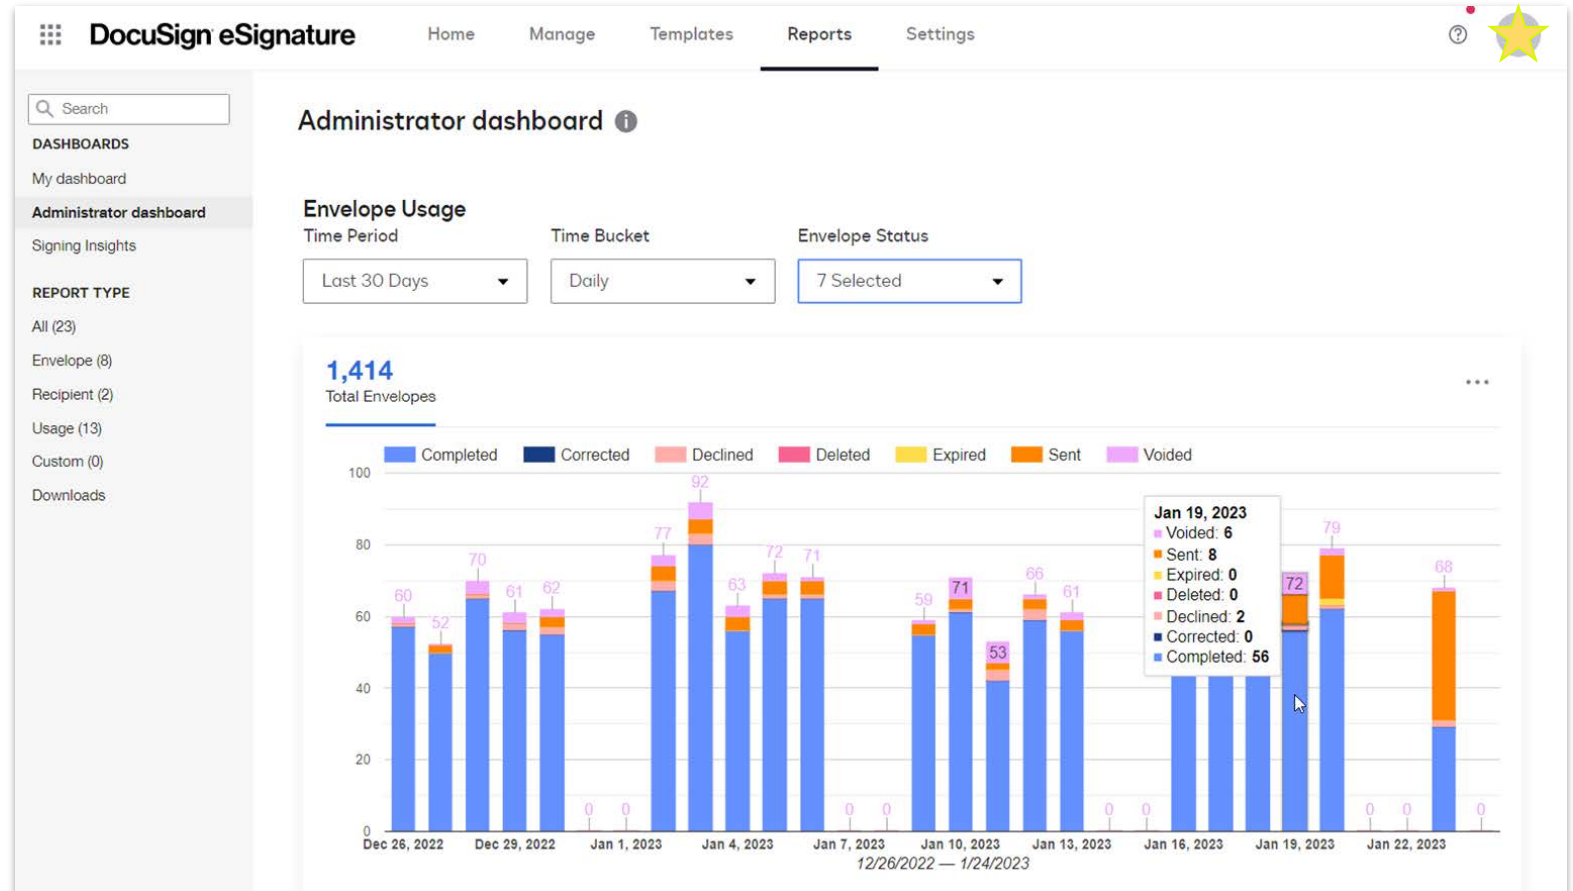 DocuSign eSignature Home Manage Templates Reports Settings
Search
DASHBOARDS
My dashboard
Administrator dashboard
Signing Insights
REPORT TYPE
All (23)
Envelope (8)
Recipient (2)
Usage (13)
Custom (0)
Downloads
Administrator dashboard
Envelope Usage
Time Period Time Bucket Envelope Status
Last 30 Days Daily 7 Selected
1,414
Total Envelopes
Completed Corrected Declined Deleted Expired Sent Voided
100
80
60
40
20
0
60 52 70 61 62 0 0 77 92 63 72 71 0 0 59 71 53 66 61 0 0 72 79 0 0 68 0
Jan 19, 2023
Voided: 6
Sent: 8
Expired: 0
Deleted: 0
Declined: 2
Corrected: 0
Completed: 56
Dec 26, 2022 Dec 29, 2022 Jan 1, 2023 Jan 4, 2023 Jan 7, 2023 Jan 10, 2023 Jan 13, 2023 Jan 16, 2023 Jan 19, 2023 Jan 22, 2023
12/26/2022 — 1/24/2023